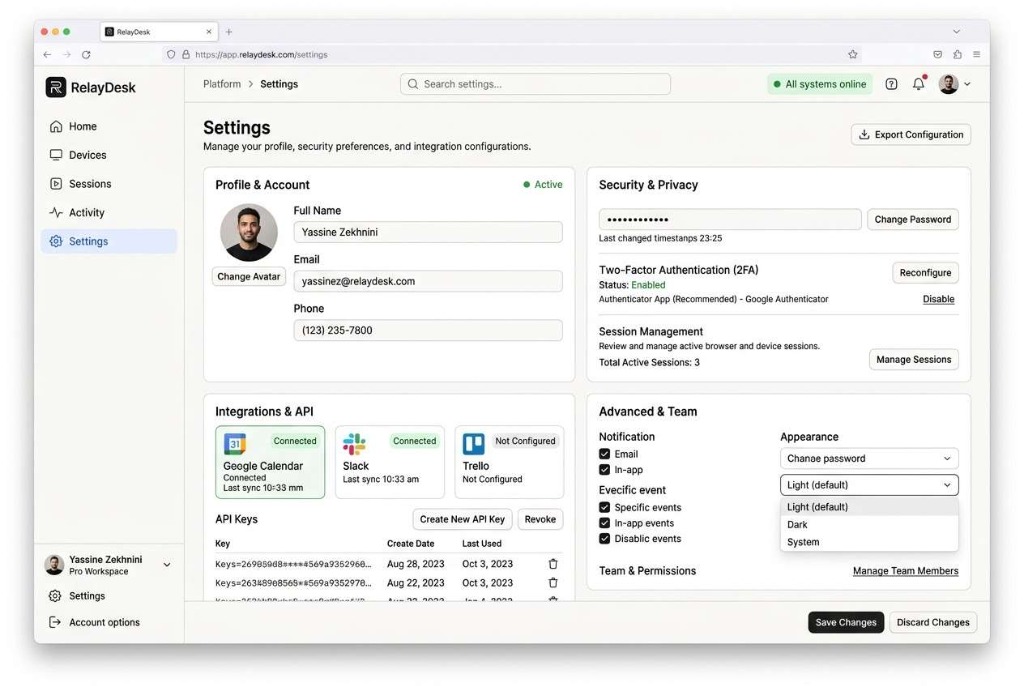 RelayDesk
https://app.relaydesk.com/settings
RelayDesk
Platform > Settings
Search settings...
All systems online
Home
Devices
Sessions
Activity
Settings
Settings
Manage your profile, security preferences, and integration configurations.
Export Configuration
Profile & Account
Active
Change Avatar
Full Name
Yassine Zekhnini
Email
yassinez@relaydesk.com
Phone
(123) 235-7800
Security & Privacy
••••••••••••
Change Password
Last changed timestanps 23:25
Two-Factor Authentication (2FA)
Status: Enabled
Authenticator App (Recommended) - Google Authenticator
Reconfigure
Disable
Session Management
Review and manage active browser and device sessions.
Total Active Sessions: 3
Manage Sessions
Integrations & API
31
Connected
Google Calendar
Connected
Last sync 10:33 mm
Connected
Slack
Last sync 10:33 am
Not Configured
Trello
Not Configured
API Keys
Create New API Key
Revoke
Key Create Date Last Used
Aug 28, 2023 Oct 3, 2023
Aug 22, 2023 Oct 3, 2023
Advanced & Team
Notification
Email
In-app
Evecific event
Specific events
In-app events
Disablic events
Appearance
Chanae password
Light (default)
Light (default)
Dark
System
Team & Permissions
Manage Team Members
Yassine Zekhnini
Pro Workspace
Settings
Account options
Save Changes
Discard Changes